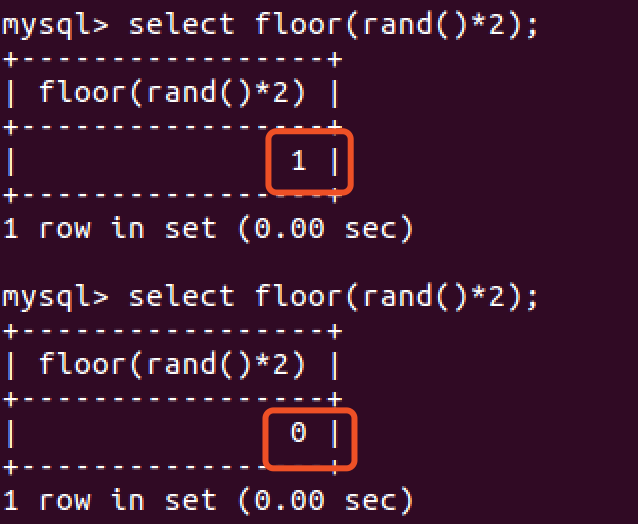 mysql> select floor(rand()*2);
+-----------------+
| floor(rand()*2) |
+-----------------+
|               1 |
+-----------------+
1 row in set (0.00 sec)
mysql> select floor(rand()*2);
+-----------------+
| floor(rand()*2) |
+-----------------+
|               0 |
+-----------------+
1 row in set (0.00 sec)